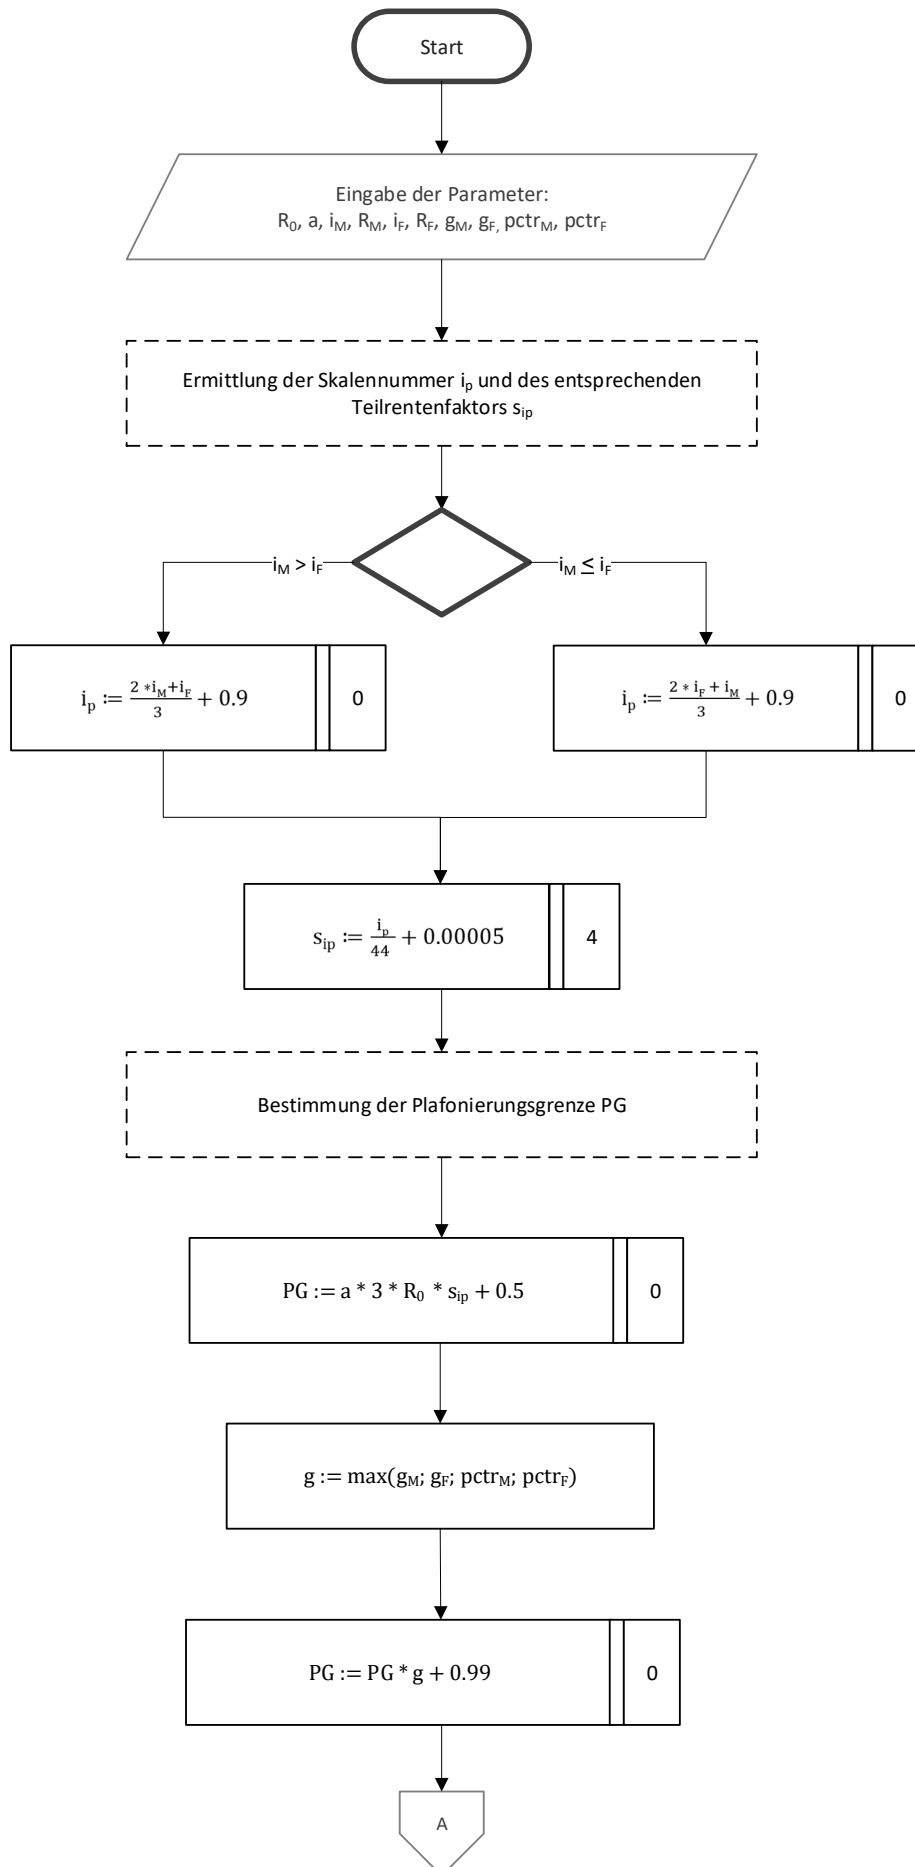 Start
Eingabe der Parameter:
R₀, a, i_M, R_M, i_F, R_F, g_M, g_F, pctr_M, pctr_F
Ermittlung der Skalennummer i_p und des entsprechenden
Teilrentenfaktors s_ip
i_M > i_F
i_M ≤ i_F
i_p := (2 * i_M + i_F)/3 + 0.9
0
i_p := (2 * i_F + i_M)/3 + 0.9
0
s_ip := i_p/44 + 0.00005
4
Bestimmung der Plafonierungsgrenze PG
PG := a * 3 * R₀ * s_ip + 0.5
0
g := max(g_M; g_F; pctr_M; pctr_F)
PG := PG * g + 0.99
0
A